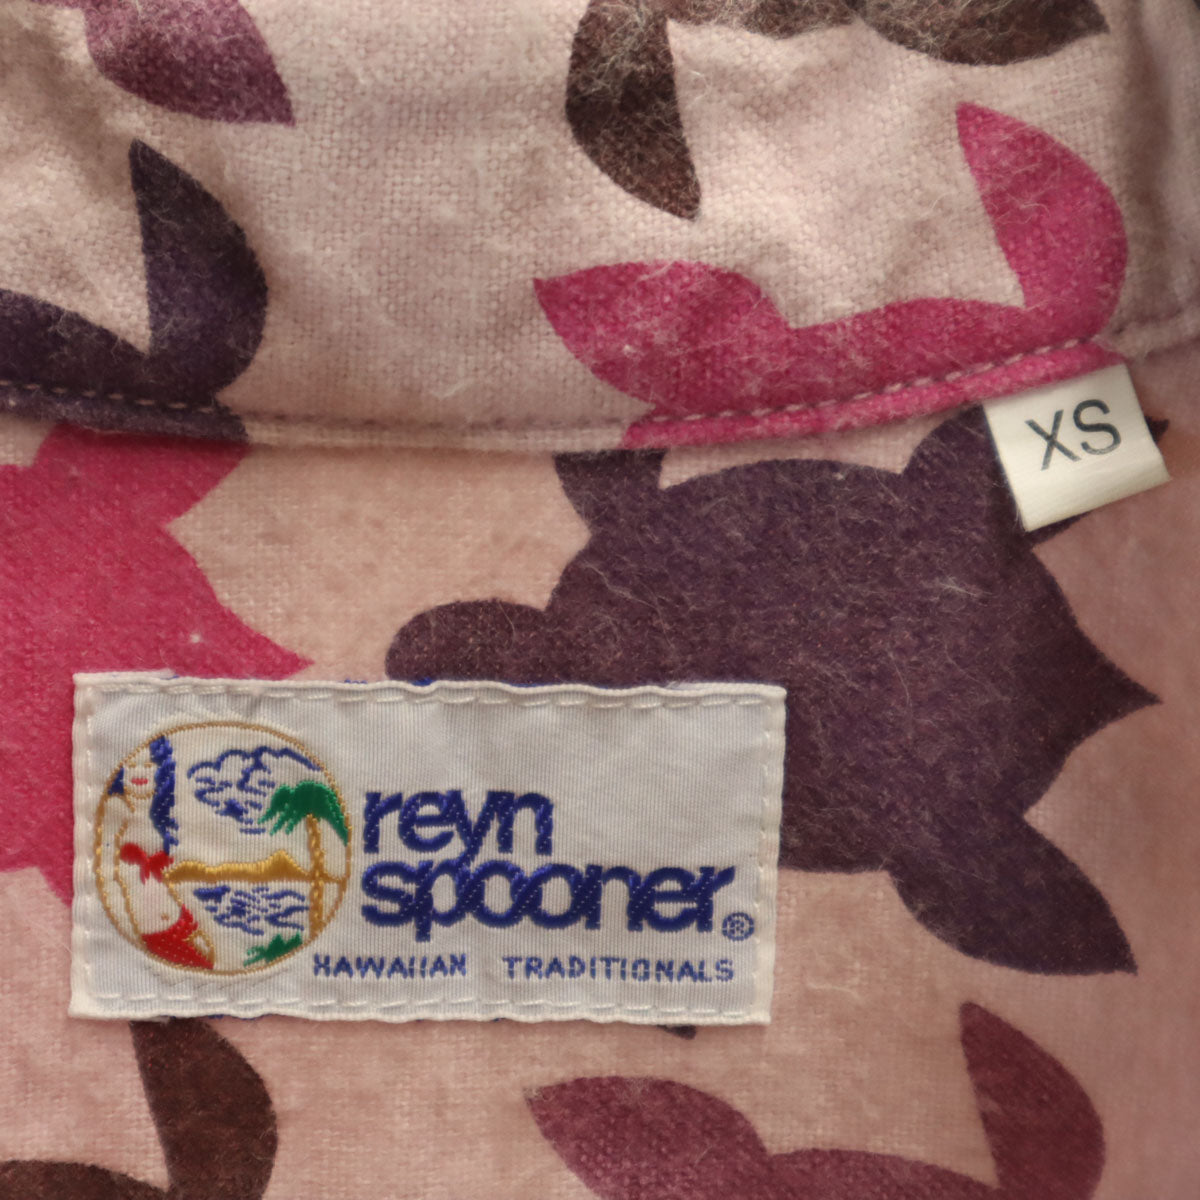 XS
reyn
spooner®
HAWAIIAN TRADITIONALS